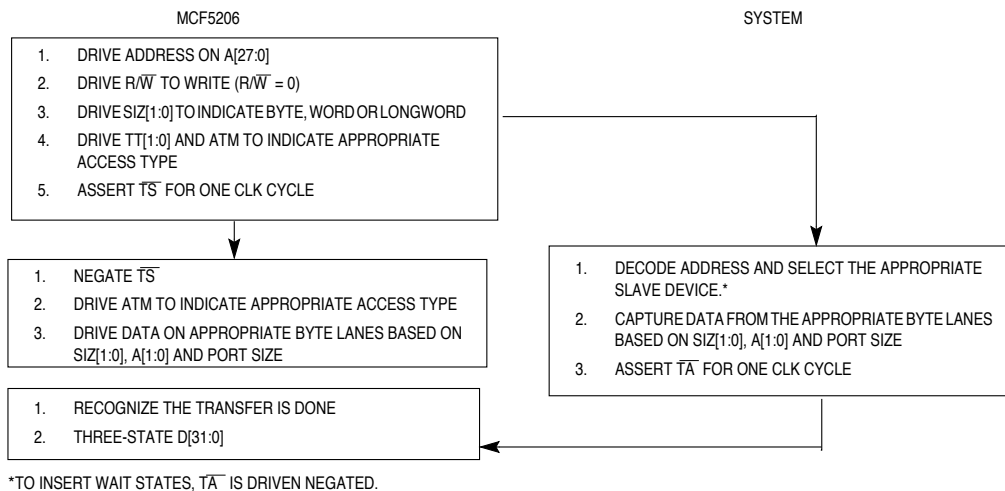 MCF5206
SYSTEM
1. DRIVE ADDRESS ON A[27:0]
2. DRIVE R/W̅ TO WRITE (R/W̅ = 0)
3. DRIVE SIZ[1:0] TO INDICATE BYTE, WORD OR LONGWORD
4. DRIVE TT[1:0] AND ATM TO INDICATE APPROPRIATE
ACCESS TYPE
5. ASSERT T̅S̅ FOR ONE CLK CYCLE
1. NEGATE T̅S̅
2. DRIVE ATM TO INDICATE APPROPRIATE ACCESS TYPE
3. DRIVE DATA ON APPROPRIATE BYTE LANES BASED ON
SIZ[1:0], A[1:0] AND PORT SIZE
1. DECODE ADDRESS AND SELECT THE APPROPRIATE
SLAVE DEVICE.*
2. CAPTURE DATA FROM THE APPROPRIATE BYTE LANES
BASED ON SIZ[1:0], A[1:0] AND PORT SIZE
3. ASSERT T̅A̅ FOR ONE CLK CYCLE
1. RECOGNIZE THE TRANSFER IS DONE
2. THREE-STATE D[31:0]
*TO INSERT WAIT STATES, T̅A̅ IS DRIVEN NEGATED.